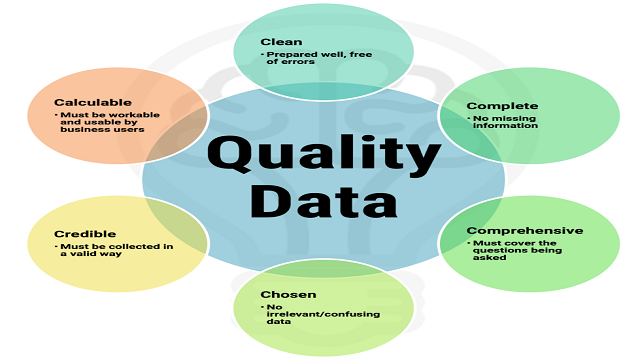 Clean
• Prepared well, free
of errors
Complete
• No missing
information
Comprehensive
• Must cover the
questions being
asked
Chosen
• No
irrelevant/confusing
data
Credible
• Must be collected in
a valid way
Calculable
• Must be workable
and usable by
business users
Quality
Data